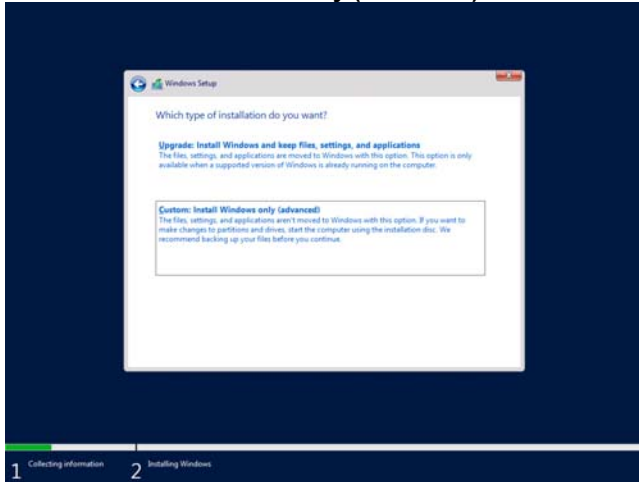 Windows Setup
Which type of installation do you want?
Upgrade: Install Windows and keep files, settings, and applications
The files, settings, and applications are moved to Windows with this option. This option is only
available when a supported version of Windows is already running on the computer.
Custom: Install Windows only (advanced)
The files, settings, and applications aren't moved to Windows with this option. If you want to
make changes to partitions and drives, start the computer using the installation disc. We
recommend backing up your files before you continue.
1 Collecting information 2 Installing Windows